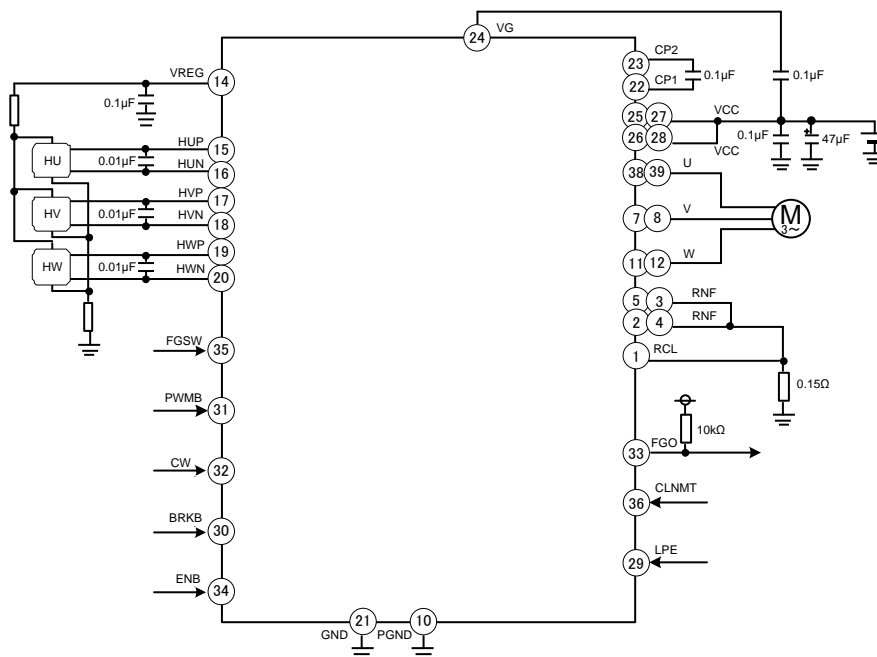 24
VG
VREG
14
0.1µF
HUP
15
HU
0.01µF
HUN
16
HVP
17
HV
0.01µF
HVN
18
HWP
19
HW
0.01µF
HWN
20
FGSW
35
PWMB
31
CW
32
BRKB
30
ENB
34
21
GND
10
PGND
23
CP2
22
CP1
0.1µF
0.1µF
25 27
VCC
26 28
VCC
0.1µF
+
47µF
38 39
U
7 8
V
M
3~
11 12
W
5 3
RNF
2 4
RNF
1
RCL
0.15Ω
10kΩ
33
FGO
36
CLNMT
29
LPE